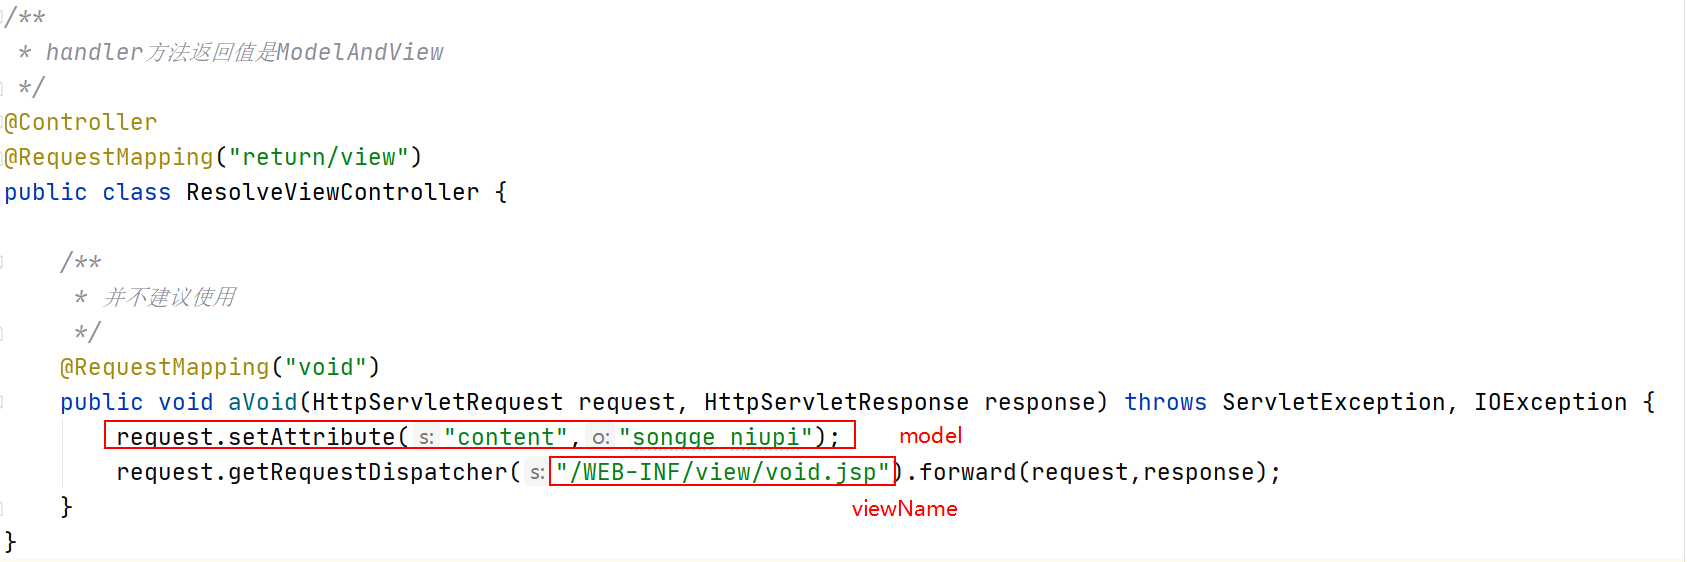 /**
 * handler方法返回值是ModelAndView
 */
@Controller
@RequestMapping("return/view")
public class ResolveViewController {
    /**
     * 并不建议使用
     */
    @RequestMapping("void")
    public void aVoid(HttpServletRequest request, HttpServletResponse response) throws ServletException, IOException {
        request.setAttribute( s: "content", o: "songge niupi"); model
        request.getRequestDispatcher( s: "/WEB-INF/view/void.jsp").forward(request,response);
    } viewName
}